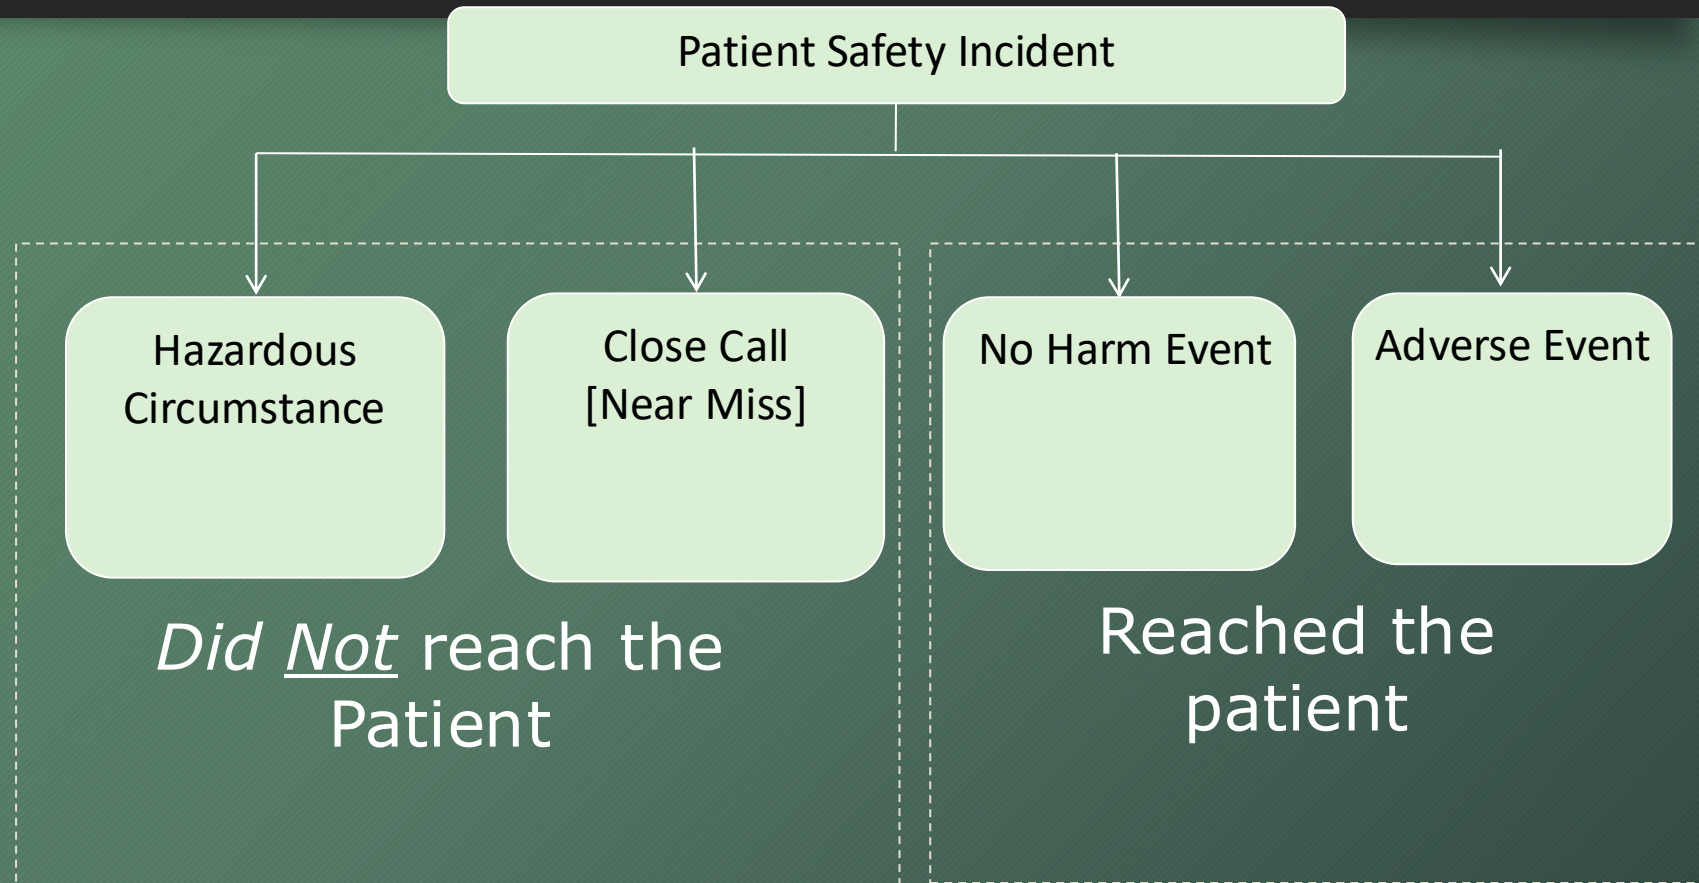 Patient Safety Incident
Hazardous
Circumstance
Close Call
[Near Miss]
No Harm Event
Adverse Event
Did Not reach the
Patient
Reached the
patient